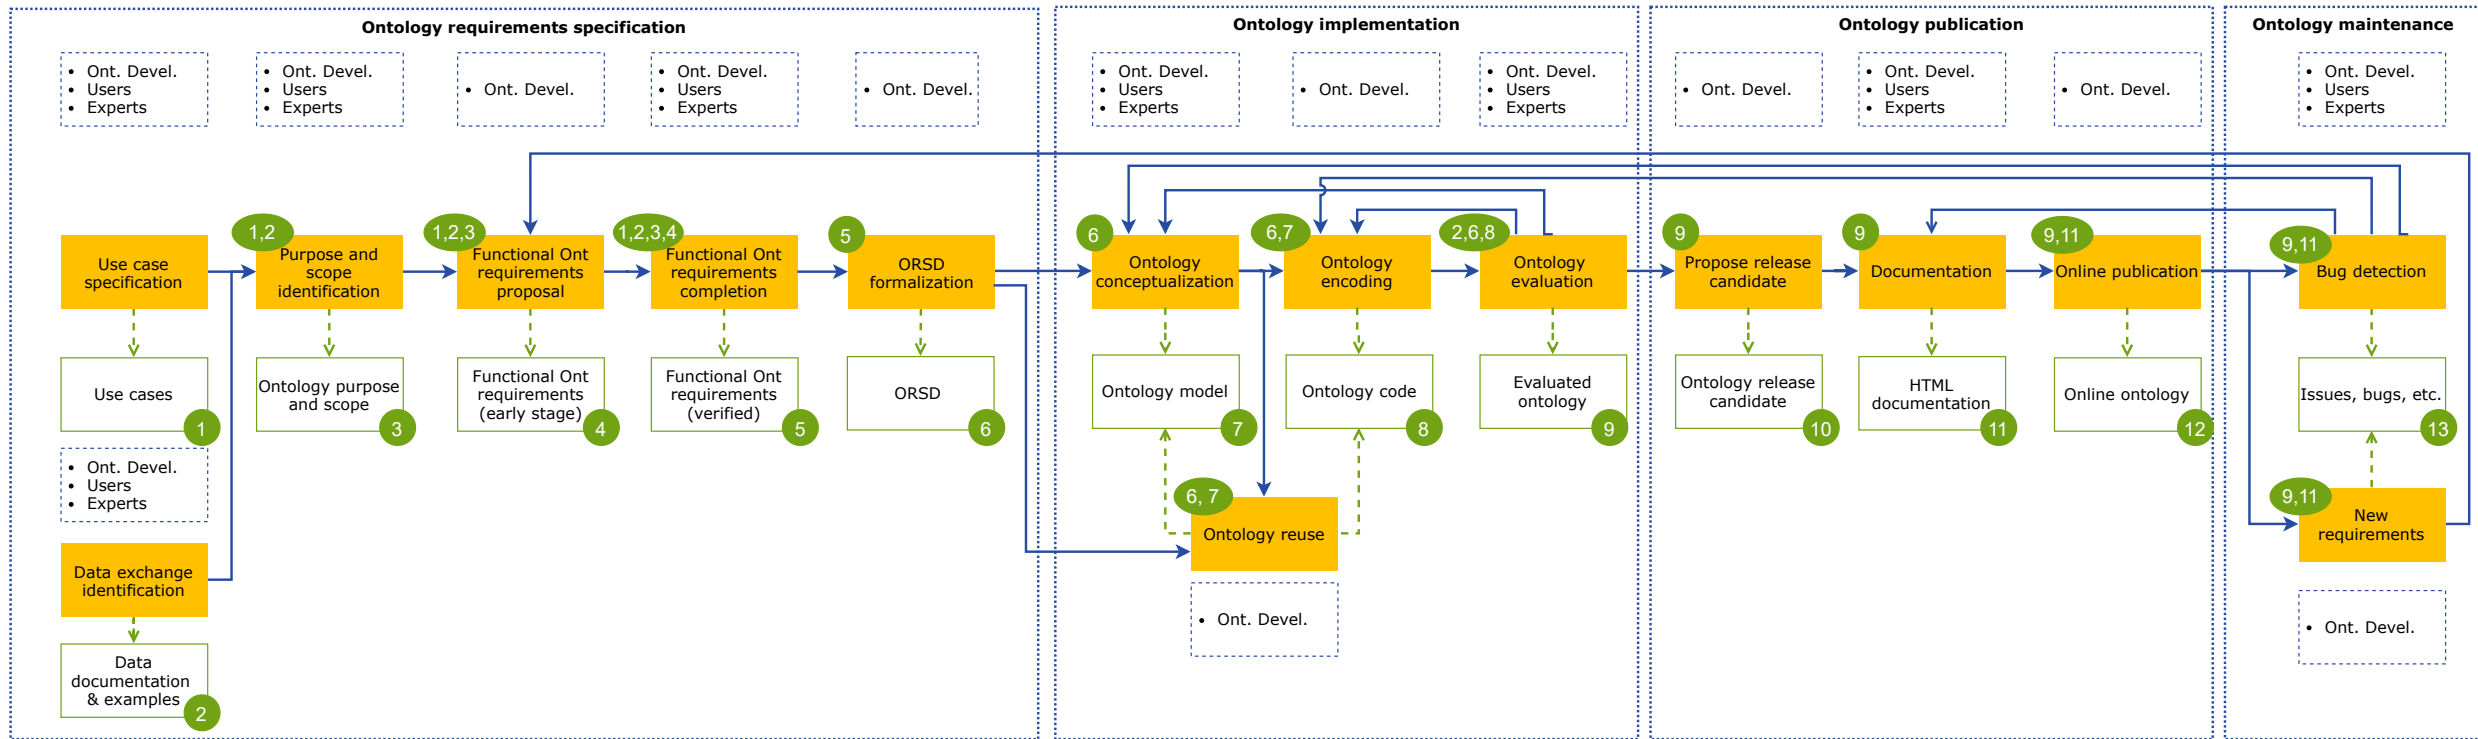 Ontology requirements specification
• Ont. Devel.
• Users
• Experts
• Ont. Devel.
• Users
• Experts
• Ont. Devel.
• Ont. Devel.
• Users
• Experts
• Ont. Devel.
Use case
specification
1,2
Purpose and
scope
identification
1,2,3
Functional Ont
requirements
proposal
1,2,3,4
Functional Ont
requirements
completion
5
ORSD
formalization
Use cases
1
Ontology purpose
and scope
3
Functional Ont
requirements
(early stage)
4
Functional Ont
requirements
(verified)
5
ORSD
6
• Ont. Devel.
• Users
• Experts
Data exchange
identification
Data
documentation
& examples
2
Ontology implementation
• Ont. Devel.
• Users
• Experts
• Ont. Devel.
• Ont. Devel.
• Users
• Experts
6
Ontology
conceptualization
6,7
Ontology
encoding
2,6,8
Ontology
evaluation
Ontology model
7
Ontology code
8
Evaluated
ontology
9
6, 7
Ontology reuse
• Ont. Devel.
Ontology publication
• Ont. Devel.
• Ont. Devel.
• Users
• Experts
• Ont. Devel.
9
Propose release
candidate
9
Documentation
9,11
Online publication
Ontology release
candidate
10
HTML
documentation
11
Online ontology
12
Ontology maintenance
• Ont. Devel.
• Users
• Experts
9,11
Bug detection
Issues, bugs, etc.
13
9,11
New
requirements
• Ont. Devel.